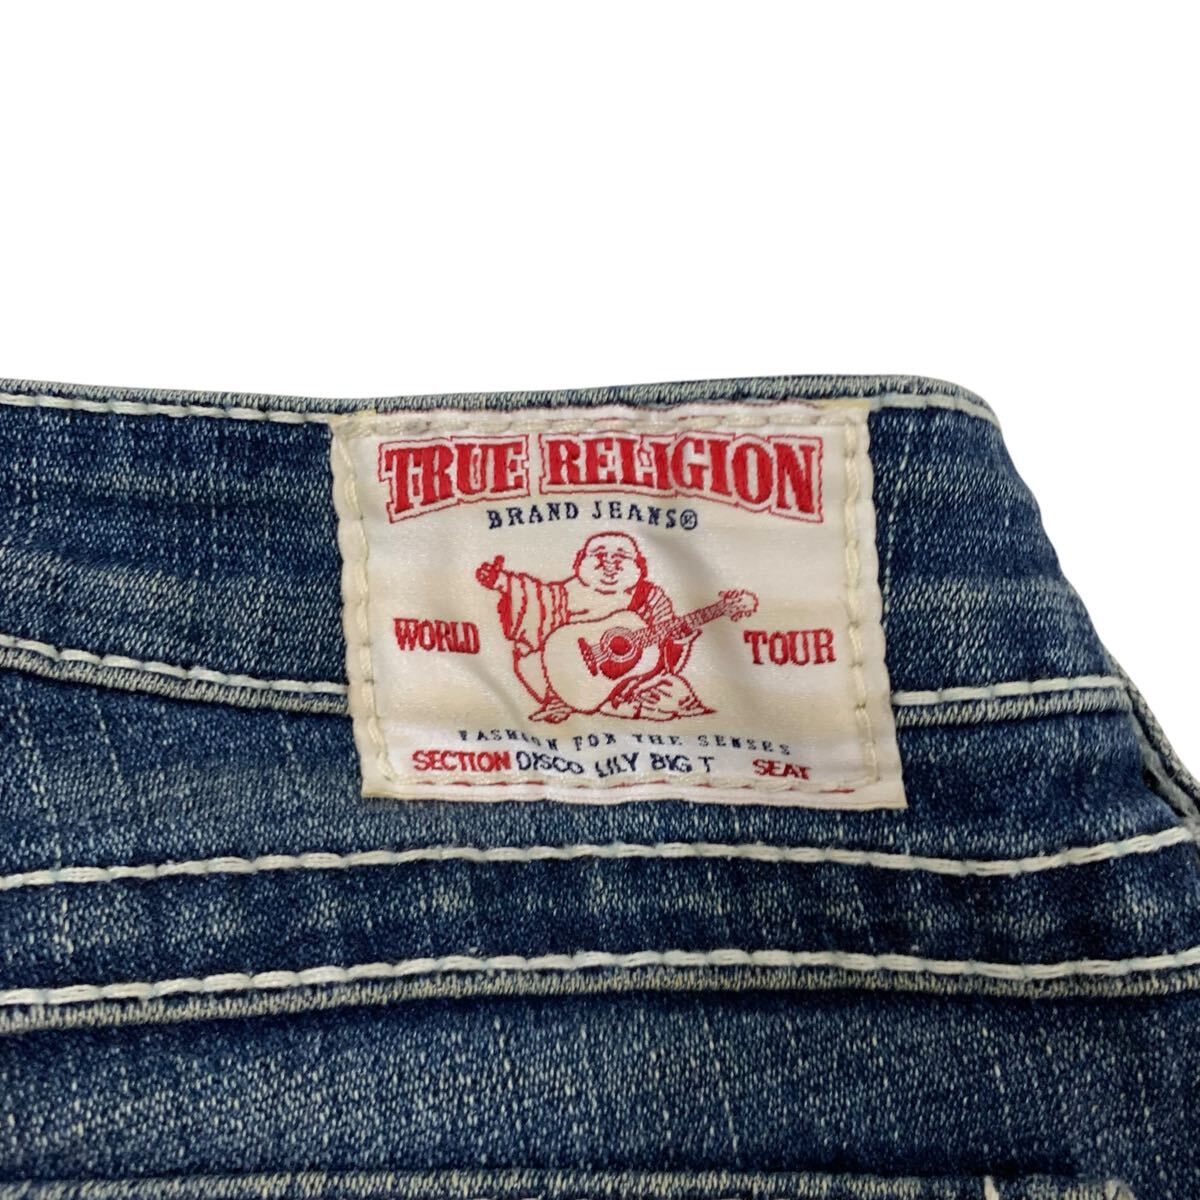 TRUE RELIGION
BRAND JEANS®
WORLD TOUR
FASHION FOR THE SENSES
SECTION DISCO LILY BIG T SEAT